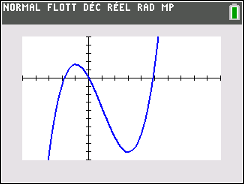 NORMAL FLOTT DÉC RÉEL RAD MP